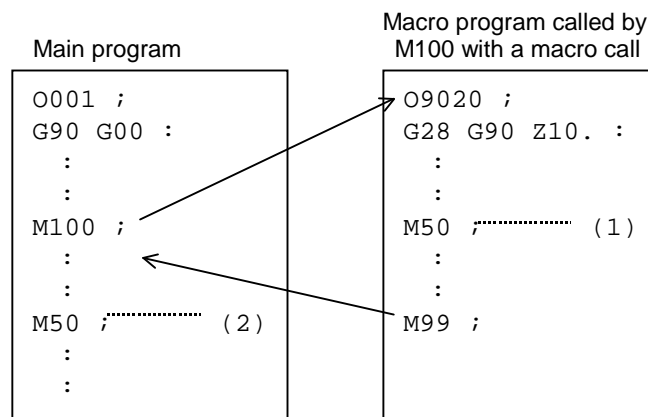 Main program
O001 ;
G90 G00 :
:
:
M100 ;
:
:
M50 ; (2)
:
:
Macro program called by
M100 with a macro call
O9020 ;
G28 G90 Z10. :
:
:
M50 ; (1)
:
:
M99 ;